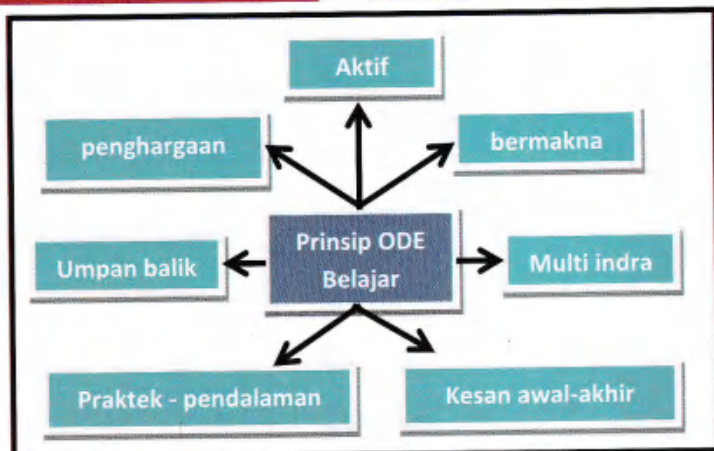 Aktif
penghargaan
bermakna
Prinsip ODE
Belajar
Umpan balik
Multi indra
Praktek - pendalaman
Kesan awal-akhir